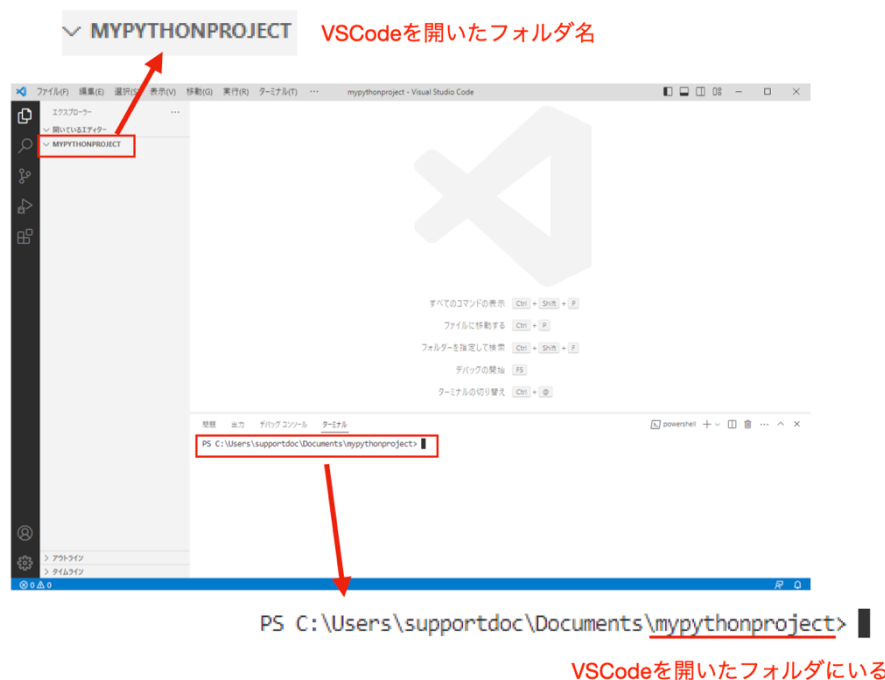 MYPYTHONPROJECT
VSCodeを開いたフォルダ名
ファイル(F) 編集(E) 選択(S) 表示(V) 移動(G) 実行(R) ターミナル(T) ··· mypythonproject - Visual Studio Code
エクスプローラー ···
開いているエディター
MYPYTHONPROJECT
すべてのコマンドの表示 Ctrl + Shift + P
ファイルに移動する Ctrl + P
フォルダーを指定して検索 Ctrl + Shift + F
デバッグの開始 F5
ターミナルの切り替え Ctrl + @
問題 出力 デバッグ コンソール ターミナル powershell
PS C:\Users\supportdoc\Documents\mypythonproject>
アウトライン
タイムライン
0 0
PS C:\Users\supportdoc\Documents\mypythonproject>
VSCodeを開いたフォルダにいる